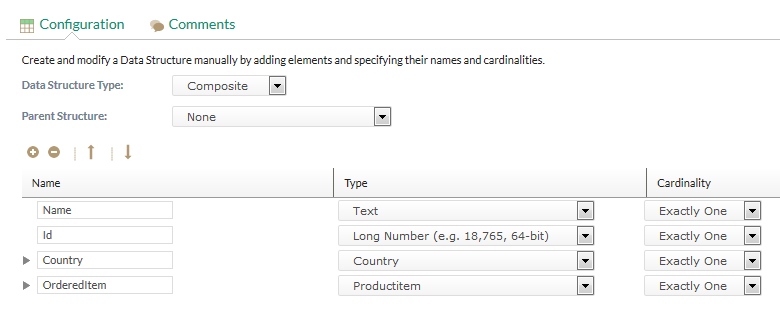 Configuration Comments
Create and modify a Data Structure manually by adding elements and specifying their names and cardinalities.
Data Structure Type: Composite
Parent Structure: None
Name Type Cardinality
Name Text Exactly One
Id Long Number (e.g. 18,765, 64-bit) Exactly One
Country Country Exactly One
OrderedItem Productitem Exactly One